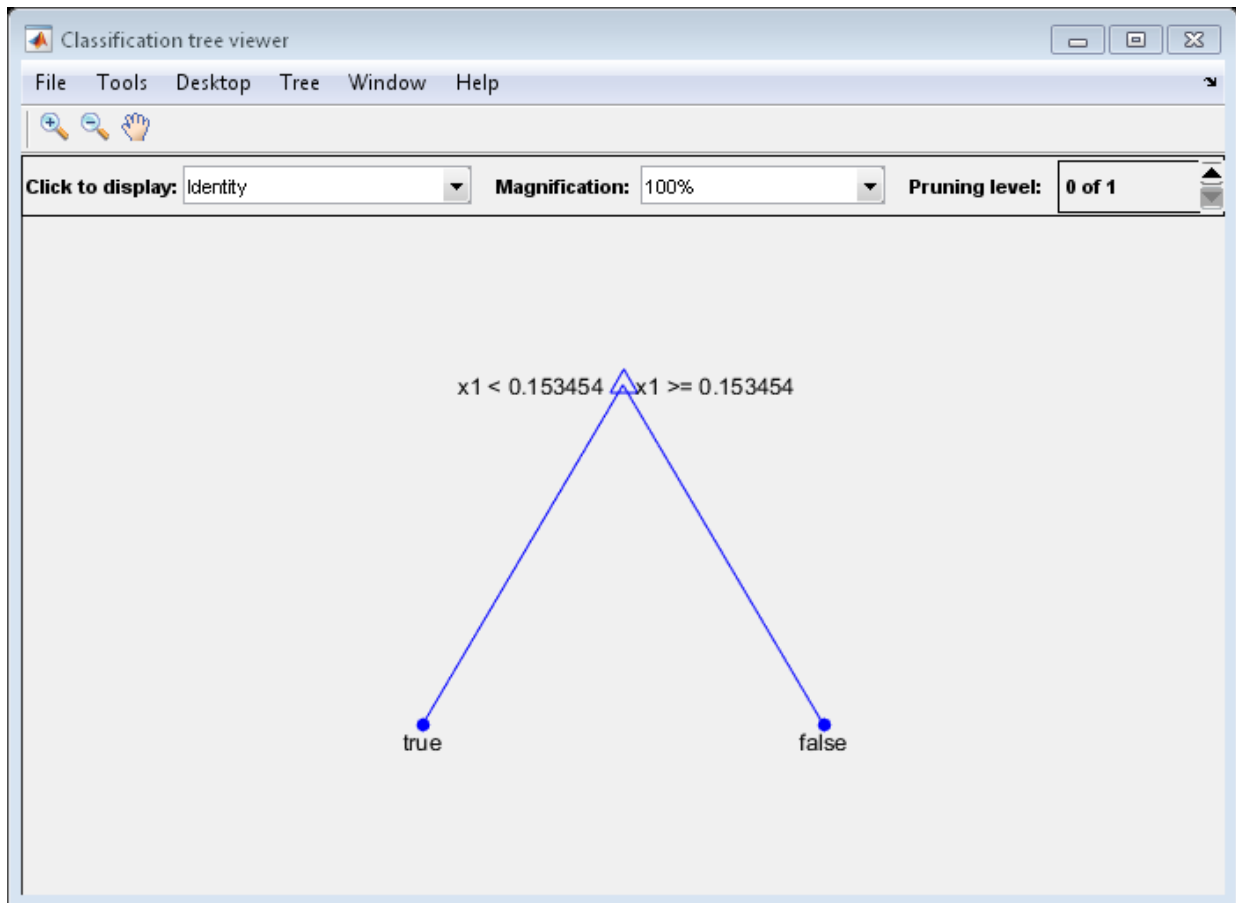 Classification tree viewer
File Tools Desktop Tree Window Help
Click to display: Identity Magnification: 100% Pruning level: 0 of 1
x1 < 0.153454 x1 >= 0.153454
true false